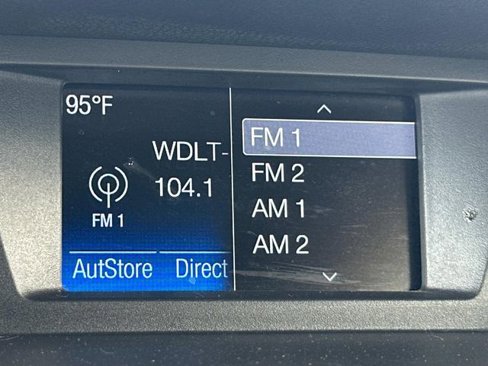 95°F
WDLT-
104.1
FM 1
AutStore Direct
FM 1
FM 2
AM 1
AM 2